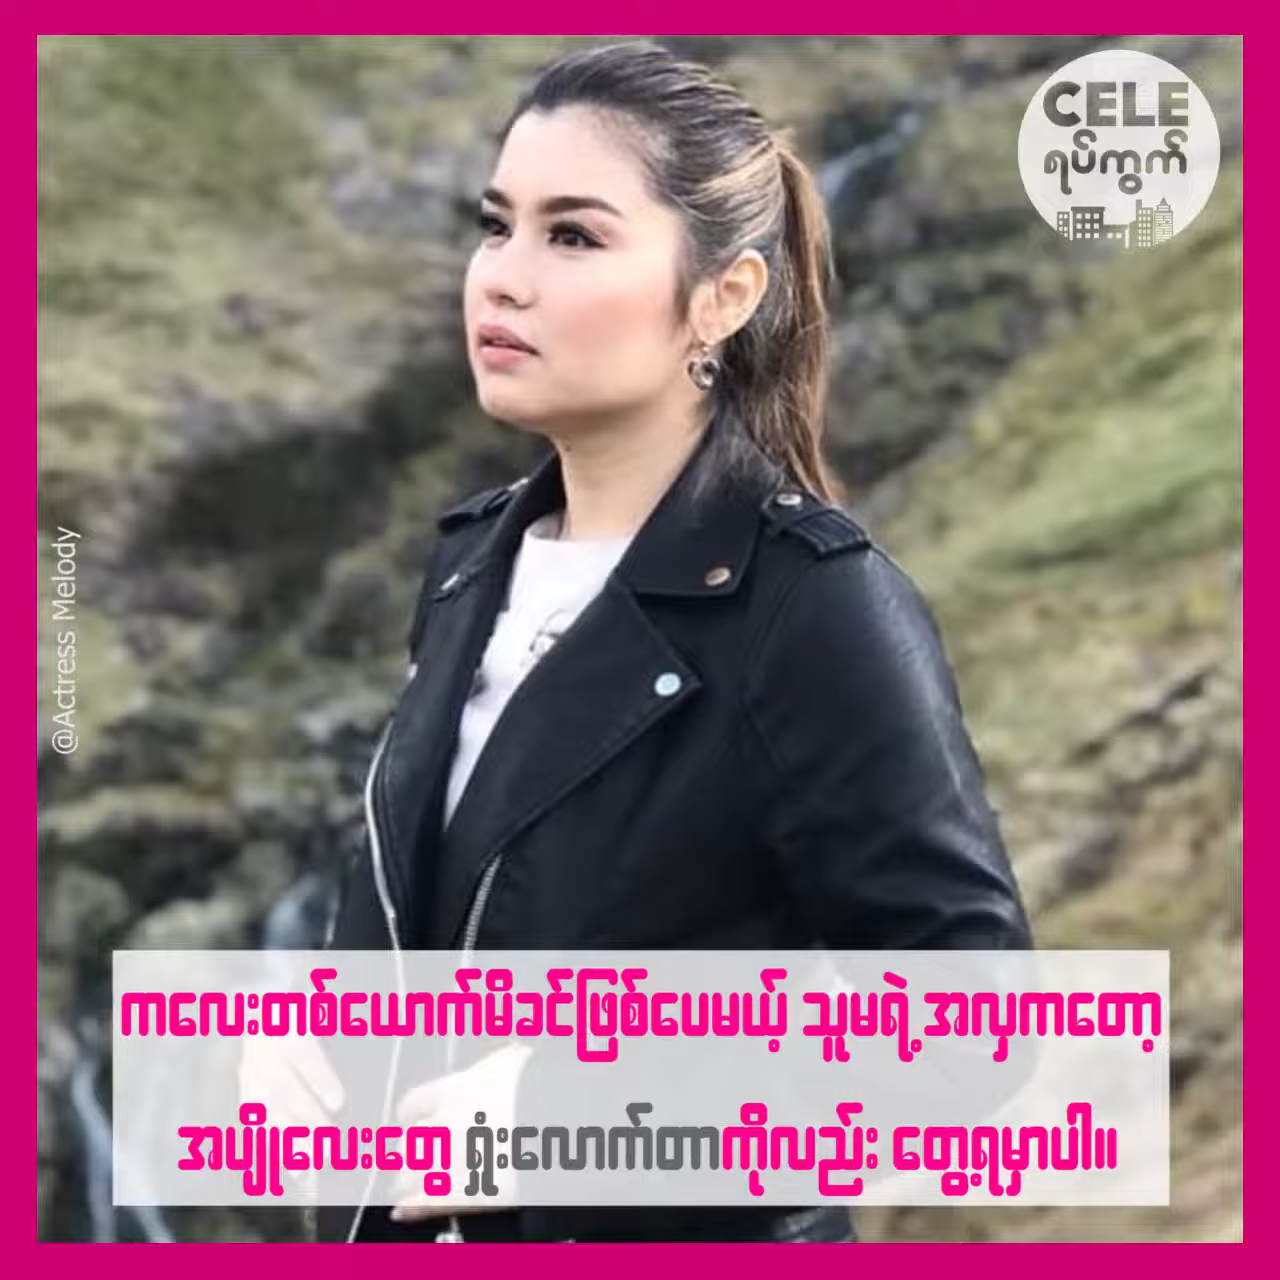 CELE
ရပ်ကွက်
@Actress Melody
ကလေးတစ်ယောက်မိခင်ဖြစ်ပေမယ့် သူမရဲ့အလှကတော့
အပျိုလေးတွေ ရှုံးလောက်တာကိုလည်း တွေ့ရမှာပါ။